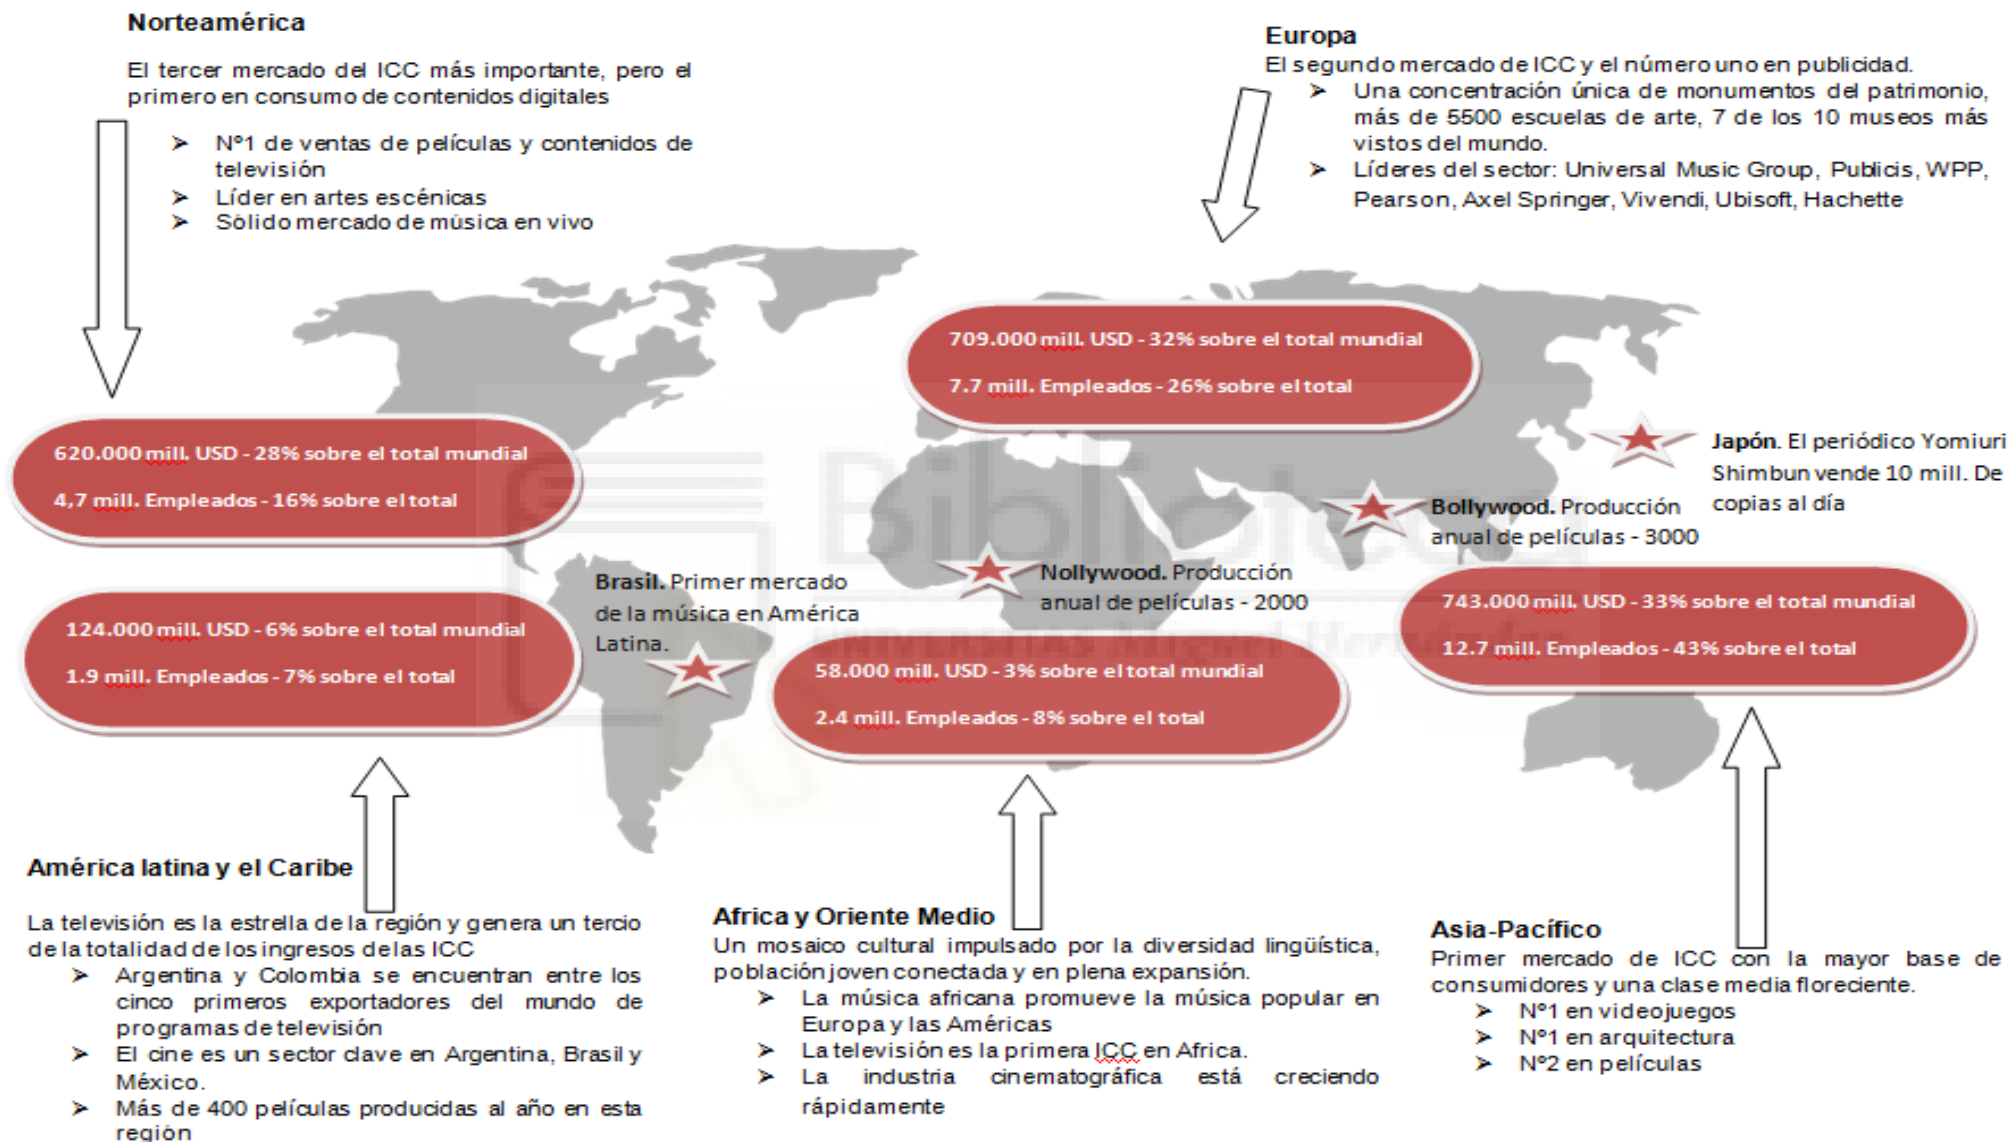 Norteamérica
El tercer mercado del ICC más importante, pero el
primero en consumo de contenidos digitales
➢ Nº1 de ventas de películas y contenidos de
televisión
➢ Líder en artes escénicas
➢ Sólido mercado de música en vivo
Europa
El segundo mercado de ICC y el número uno en publicidad.
➢ Una concentración única de monumentos del patrimonio,
más de 5500 escuelas de arte, 7 de los 10 museos más
vistos del mundo.
➢ Líderes del sector: Universal Music Group, Publicis, WPP,
Pearson, Axel Springer, Vivendi, Ubisoft, Hachette
709.000 mill. USD - 32% sobre el total mundial
7.7 mill. Empleados - 26% sobre el total
620.000 mill. USD - 28% sobre el total mundial
4,7 mill. Empleados - 16% sobre el total
Japón. El periódico Yomiuri
Shimbun vende 10 mill. De
copias al día
Bollywood. Producción
anual de películas - 3000
Nollywood. Producción
anual de películas - 2000
Brasil. Primer mercado
de la música en América
Latina.
124.000 mill. USD - 6% sobre el total mundial
1.9 mill. Empleados - 7% sobre el total
58.000 mill. USD - 3% sobre el total mundial
2.4 mill. Empleados - 8% sobre el total
743.000 mill. USD - 33% sobre el total mundial
12.7 mill. Empleados - 43% sobre el total
Biblioteca
UNIVERSITAS Miguel Hernández
América latina y el Caribe
La televisión es la estrella de la región y genera un tercio
de la totalidad de los ingresos delas ICC
➢ Argentina y Colombia se encuentran entre los
cinco primeros exportadores del mundo de
programas de televisión
➢ El cine es un sector clave en Argentina, Brasil y
México.
➢ Más de 400 películas producidas al año en esta
región
Africa y Oriente Medio
Un mosaico cultural impulsado por la diversidad lingüística,
población joven conectada y en plena expansión.
➢ La música africana promueve la música popular en
Europa y las Américas
➢ La televisión es la primera ICC en Africa.
➢ La industria cinematográfica está creciendo
rápidamente
Asia-Pacífico
Primer mercado de ICC con la mayor base de
consumidores y una clase media floreciente.
➢ Nº1 en videojuegos
➢ Nº1 en arquitectura
➢ Nº2 en películas